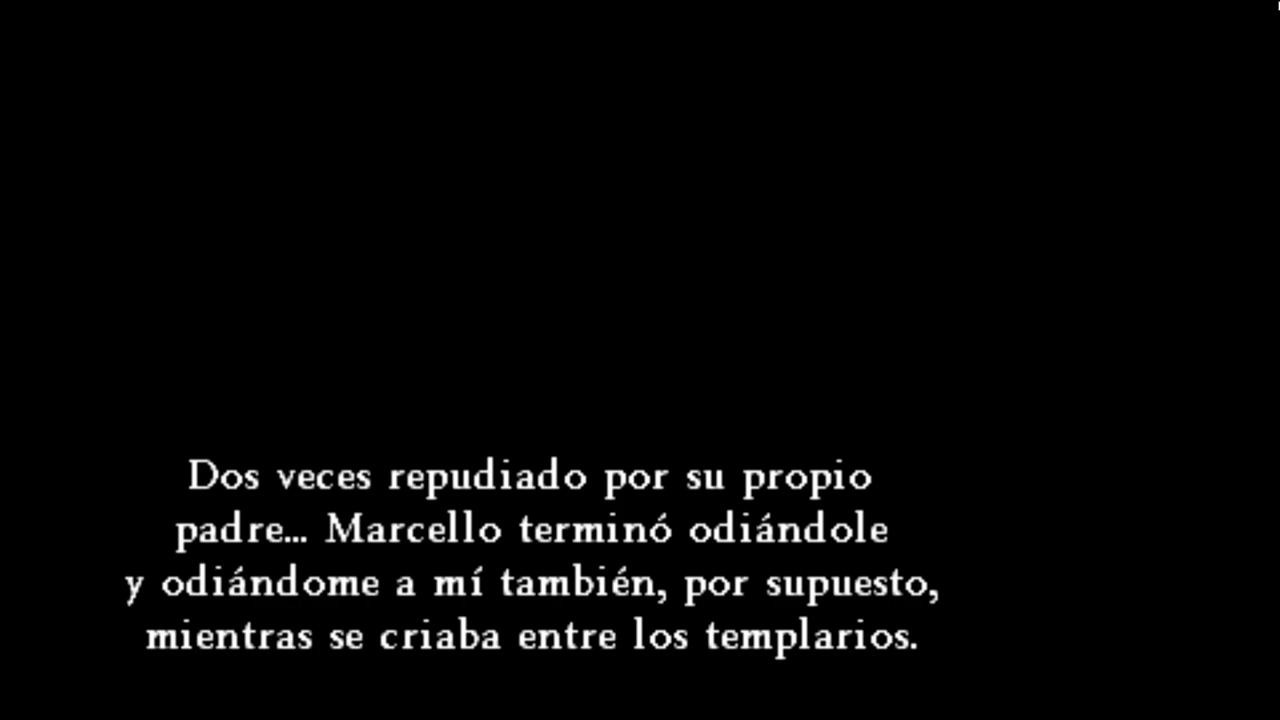 Dos veces repudiado por su propio
padre... Marcello terminó odiándole
y odiándome a mí también, por supuesto,
mientras se criaba entre los templarios.